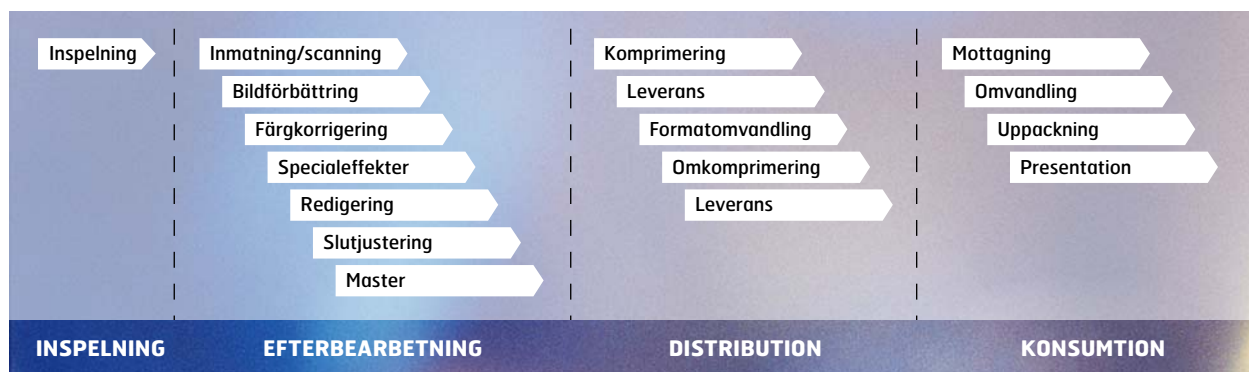 Inspelning
Inmatning/scanning
Bildförbättring
Färgkorrigering
Specialeffekter
Redigering
Slutjustering
Master
Komprimering
Leverans
Formatomvandling
Omkomprimering
Leverans
Mottagning
Omvandling
Uppackning
Presentation
INSPELNING
EFTERBEARBETNING
DISTRIBUTION
KONSUMTION